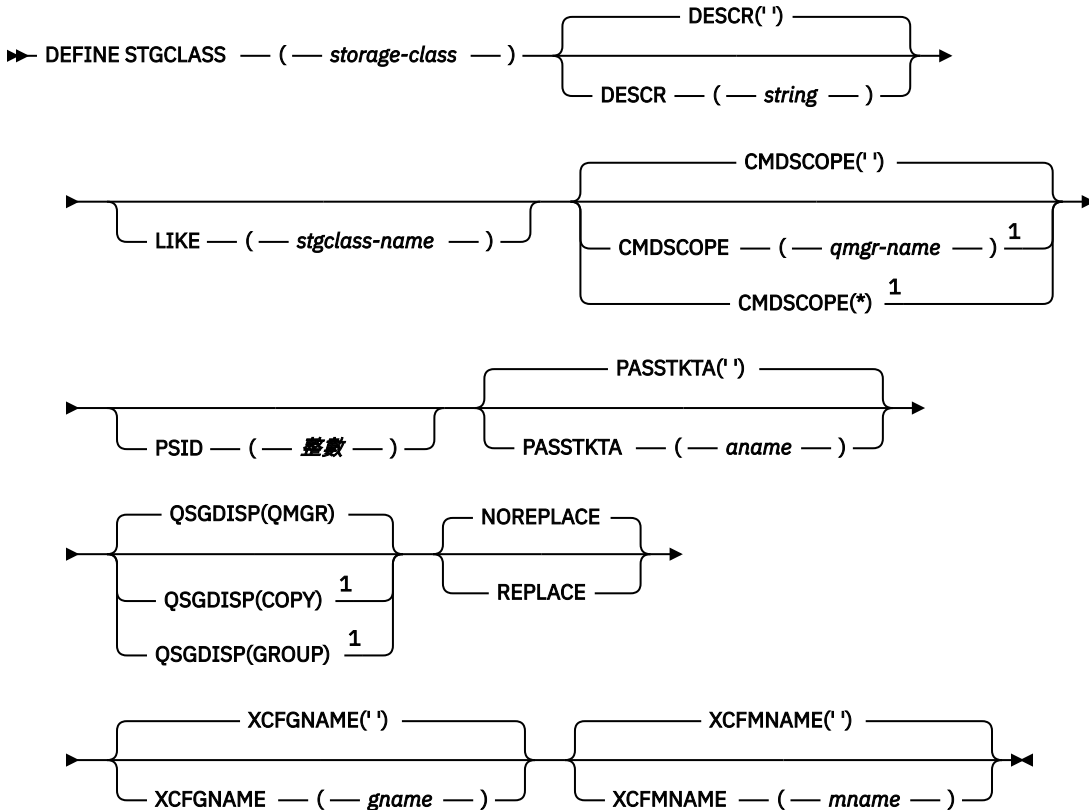 DESCR(' ')
DEFINE STGCLASS ( storage-class )
DESCR ( string )
CMDSCOPE(' ')
LIKE ( stgclass-name )
CMDSCOPE ( qmgr-name ) 1
CMDSCOPE(*) 1
PASSTKTA(' ')
PSID ( 整數 )
PASSTKTA ( aname )
QSGDISP(QMGR)
NOREPLACE
QSGDISP(COPY) 1
REPLACE
QSGDISP(GROUP) 1
XCFGNAME(' ')
XCFMNAME(' ')
XCFGNAME ( gname )
XCFMNAME ( mname )